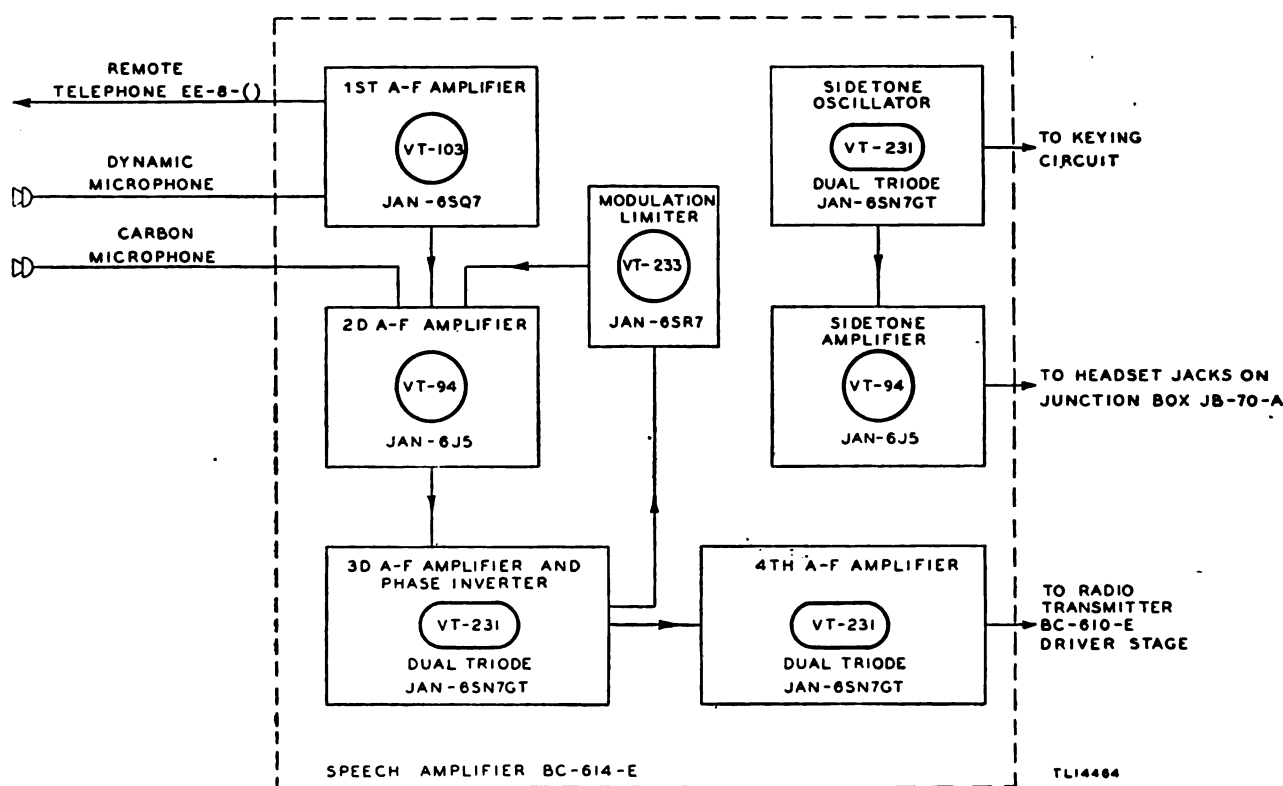 REMOTE
TELEPHONE EE-8-()
DYNAMIC
MICROPHONE
CARBON
MICROPHONE
1ST A-F AMPLIFIER
VT-103
JAN-6SQ7
2D A-F AMPLIFIER
VT-94
JAN-6J5
3D A-F AMPLIFIER AND
PHASE INVERTER
VT-231
DUAL TRIODE
JAN-6SN7GT
MODULATION
LIMITER
VT-233
JAN-6SR7
SIDETONE
OSCILLATOR
VT-231
DUAL TRIODE
JAN-6SN7GT
TO KEYING
CIRCUIT
SIDETONE
AMPLIFIER
VT-94
JAN-6J5
TO HEADSET JACKS ON
JUNCTION BOX JB-70-A
4TH A-F AMPLIFIER
VT-231
DUAL TRIODE
JAN-6SN7GT
TO RADIO
TRANSMITTER
BC-610-E
DRIVER STAGE
SPEECH AMPLIFIER BC-614-E
TL14464